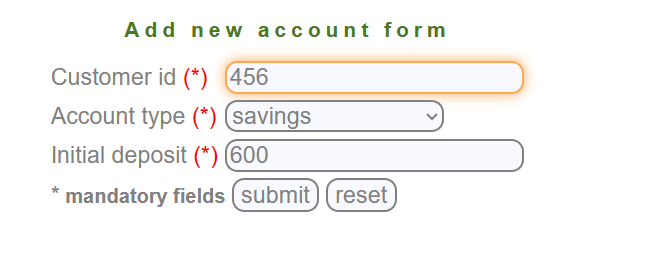 Add new account form
Customer id (*) 456
Account type (*) savings
Initial deposit (*) 600
* mandatory fields submit reset